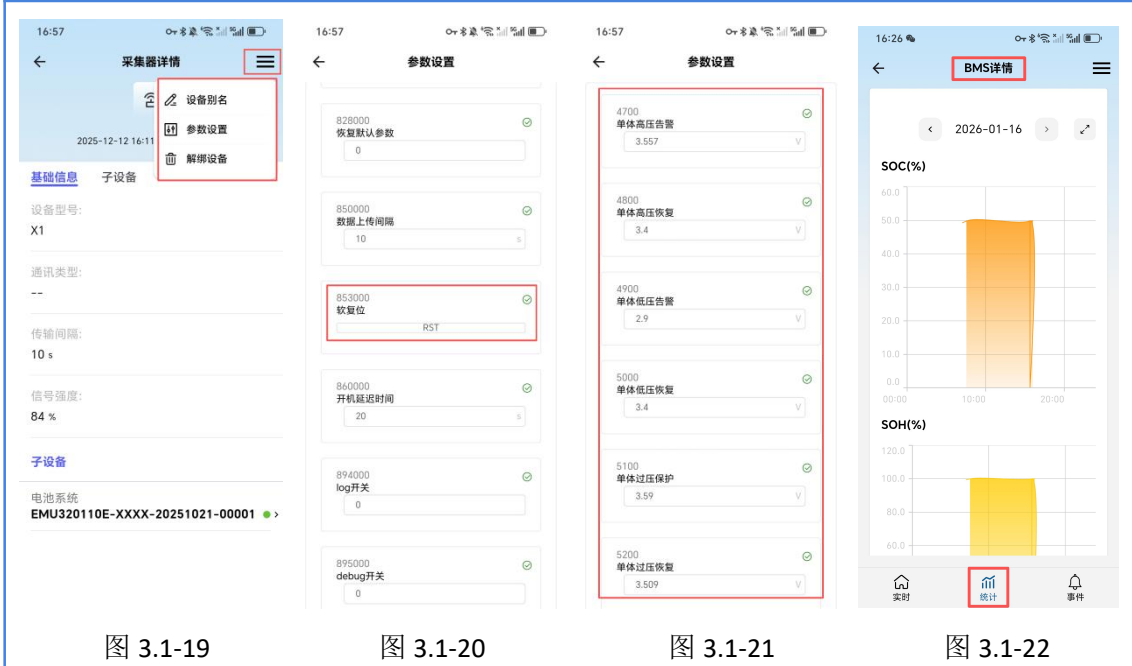 16:57
采集器详情
设备别名
参数设置
解绑设备
2025-12-12 16:11
基础信息 子设备
设备型号:
X1
通讯类型:
--
传输间隔:
10 s
信号强度:
84 %
子设备
电池系统
EMU320110E-XXXX-20251021-00001
图 3.1-19
16:57
参数设置
828000
恢复默认参数
0
850000
数据上传间隔
10 s
853000
软复位
RST
860000
开机延迟时间
20 s
894000
log开关
0
895000
debug开关
0
图 3.1-20
16:57
参数设置
4700
单体高压告警
3.557 V
4800
单体高压恢复
3.4 V
4900
单体低压告警
2.9 V
5000
单体低压恢复
3.4 V
5100
单体过压保护
3.59 V
5200
单体过压恢复
3.509 V
图 3.1-21
16:26
BMS详情
2026-01-16
SOC(%)
60.0
50.0
40.0
30.0
20.0
10.0
0.0
00:00 10:00 20:00
SOH(%)
120.0
100.0
80.0
60.0
实时 统计 事件
图 3.1-22